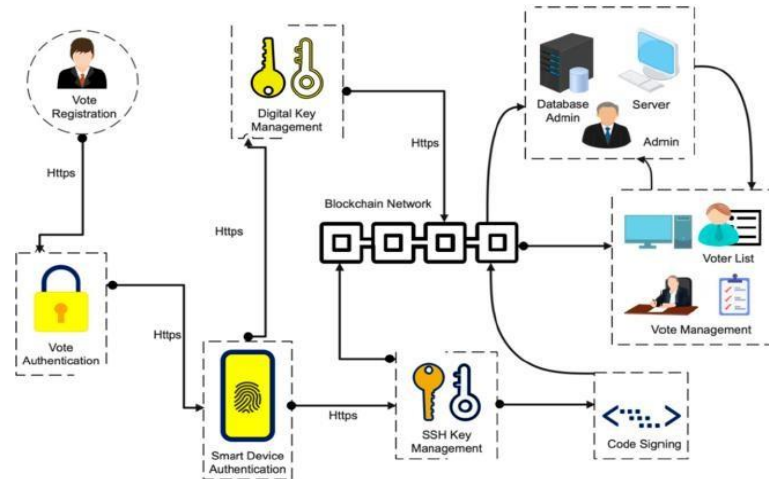 Vote
Registration
Https
Vote
Authentication
Https
Smart Device
Authentication
Https
Digital Key
Management
Https
Blockchain Network
Https
SSH Key
Management
Code Signing
Database
Admin
Server
Admin
Voter List
Vote Management